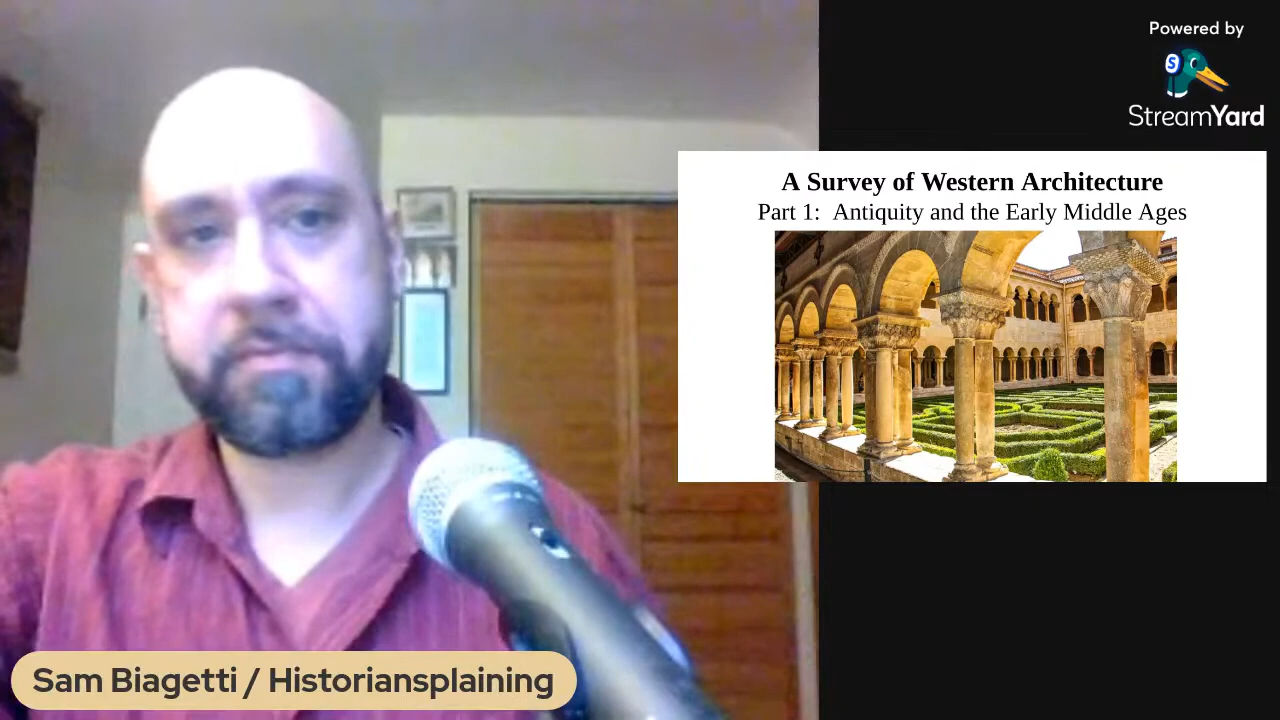 Powered by
S
StreamYard
A Survey of Western Architecture
Part 1: Antiquity and the Early Middle Ages
Sam Biagetti / Historiansplaining